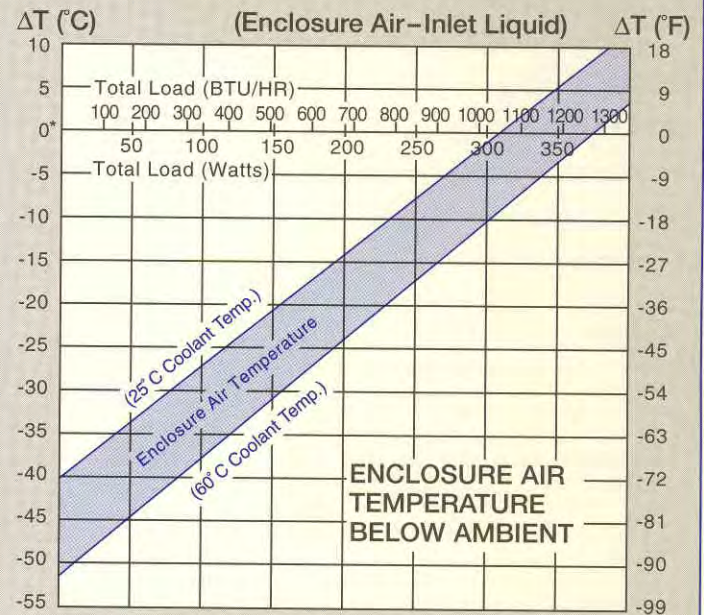 ΔT (°C) (Enclosure Air–Inlet Liquid) ΔT (°F)
10 18
5 Total Load (BTU/HR) 9
100 200 300 400 500 600 700 800 900 1000 1100 1200 1300
0* 0
50 100 150 200 250 300 350
-5 Total Load (Watts) -9
-10 -18
-15 -27
-20 -36
-25 -45
-30 -54
-35 -63
-40 -72
-45 -81
-50 -90
-55 -99
(25°C Coolant Temp.)
Enclosure Air Temperature
(60°C Coolant Temp.)
ENCLOSURE AIR
TEMPERATURE
BELOW AMBIENT